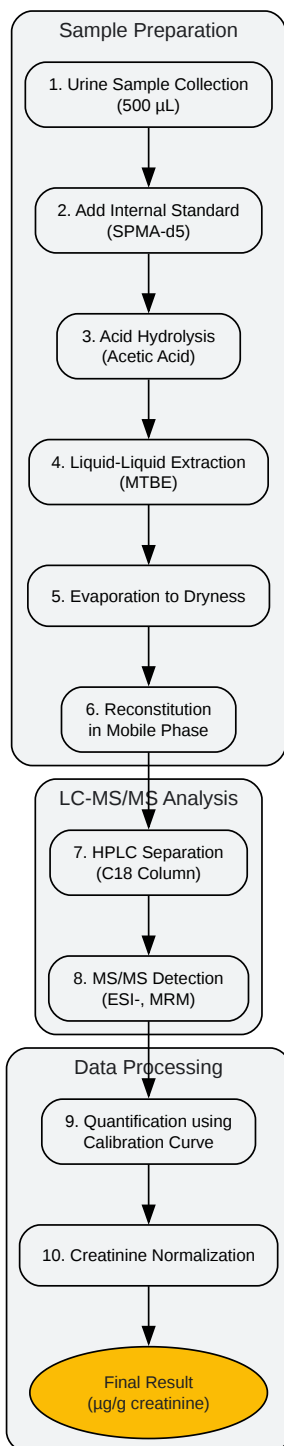 Sample Preparation
1. Urine Sample Collection
(500 µL)
2. Add Internal Standard
(SPMA-d5)
3. Acid Hydrolysis
(Acetic Acid)
4. Liquid-Liquid Extraction
(MTBE)
5. Evaporation to Dryness
6. Reconstitution
in Mobile Phase
LC-MS/MS Analysis
7. HPLC Separation
(C18 Column)
8. MS/MS Detection
(ESI-, MRM)
Data Processing
9. Quantification using
Calibration Curve
10. Creatinine Normalization
Final Result
(µg/g creatinine)